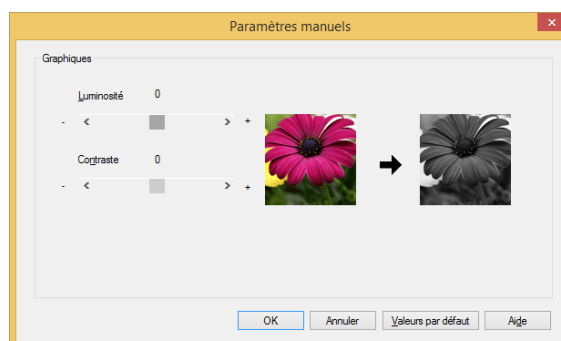 Paramètres manuels
Graphiques
Luminosité 0
- < > +
Contraste 0
- < > +
OK Annuler Valeurs par défaut Aide